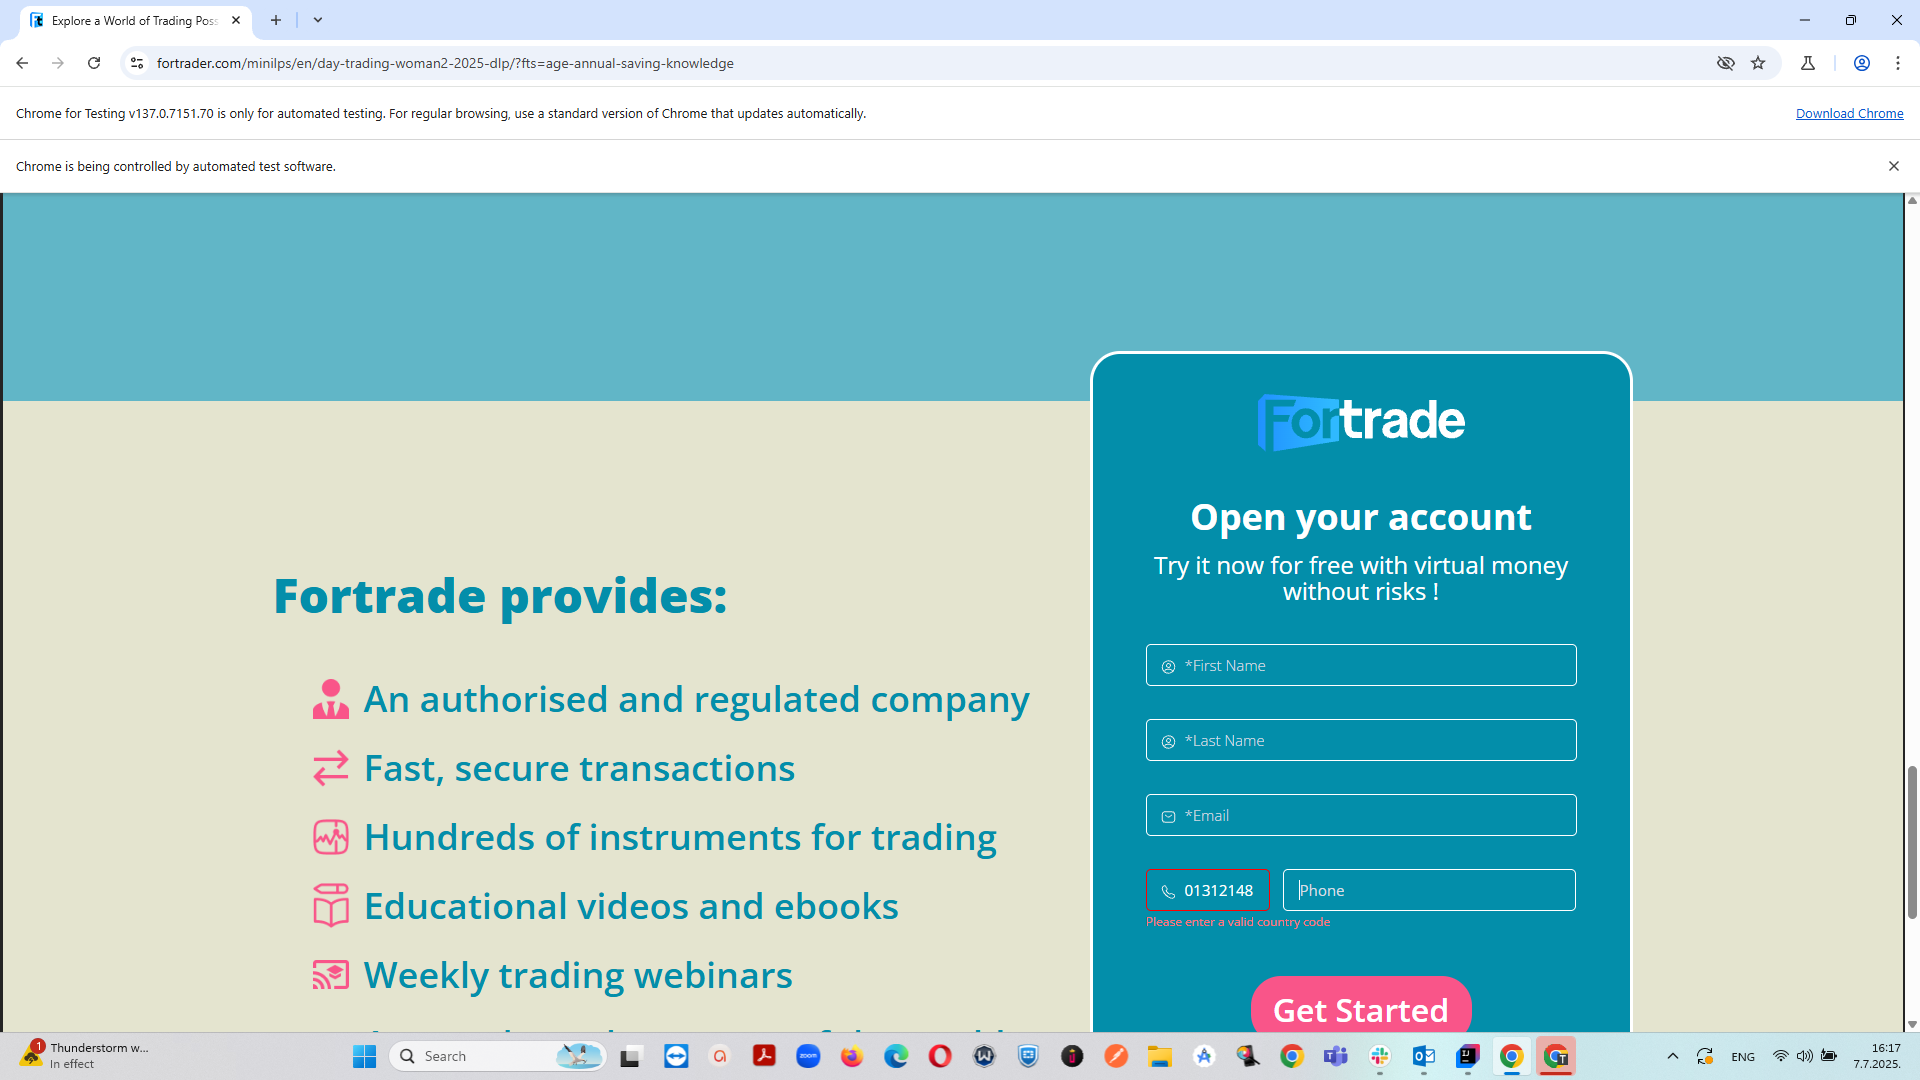 Explore a World of Trading Poss
fortrader.com/minilps/en/day-trading-woman2-2025-dlp/?fts=age-annual-saving-knowledge
Chrome for Testing v137.0.7151.70 is only for automated testing. For regular browsing, use a standard version of Chrome that updates automatically.
Download Chrome
Chrome is being controlled by automated test software.
Fortrade
Open your account
Try it now for free with virtual money
without risks !
*First Name
*Last Name
*Email
01312148
Phone
Please enter a valid country code
Get Started
Fortrade provides:
An authorised and regulated company
Fast, secure transactions
Hundreds of instruments for trading
Educational videos and ebooks
Weekly trading webinars
1
Thunderstorm w...
In effect
Search
zoom
ENG
16:17
7.7.2025.